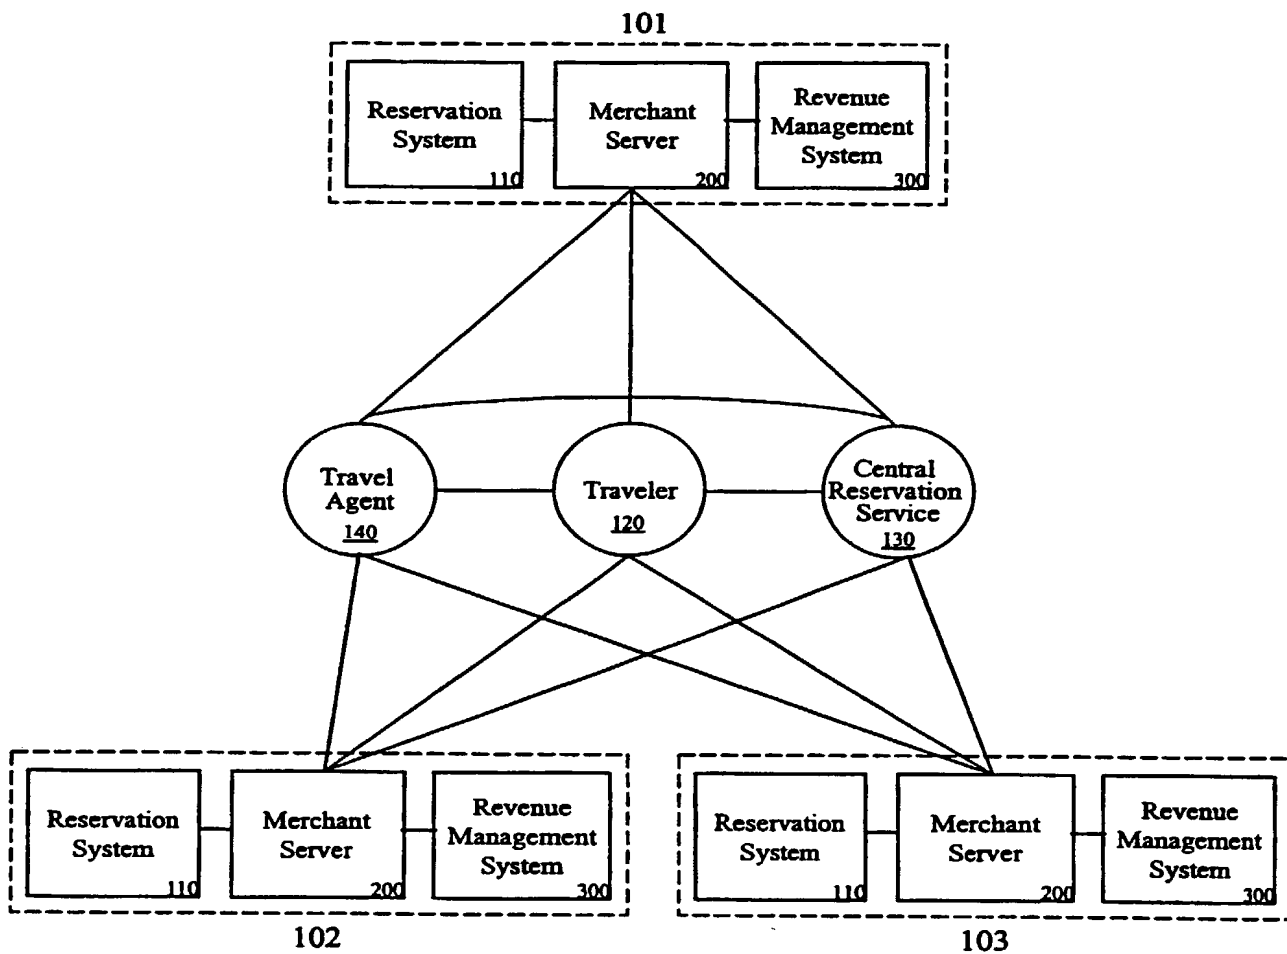 101
Reservation
System
110
Merchant
Server
200
Revenue
Management
System
300
Travel
Agent
140
Traveler
120
Central
Reservation
Service
130
Reservation
System
110
Merchant
Server
200
Revenue
Management
System
300
102
Reservation
System
110
Merchant
Server
200
Revenue
Management
System
300
103